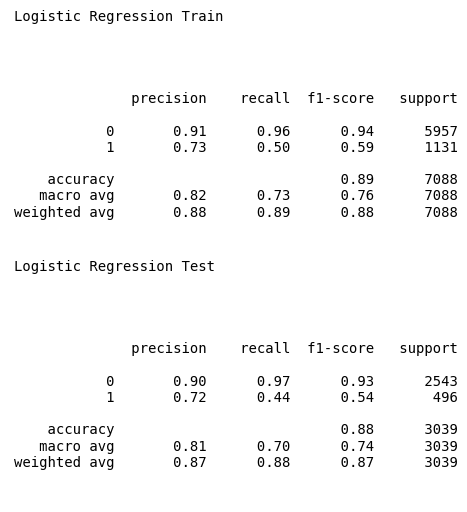 Logistic Regression Train
precision recall f1-score support
0 0.91 0.96 0.94 5957
1 0.73 0.50 0.59 1131
accuracy 0.89 7088
macro avg 0.82 0.73 0.76 7088
weighted avg 0.88 0.89 0.88 7088
Logistic Regression Test
precision recall f1-score support
0 0.90 0.97 0.93 2543
1 0.72 0.44 0.54 496
accuracy 0.88 3039
macro avg 0.81 0.70 0.74 3039
weighted avg 0.87 0.88 0.87 3039